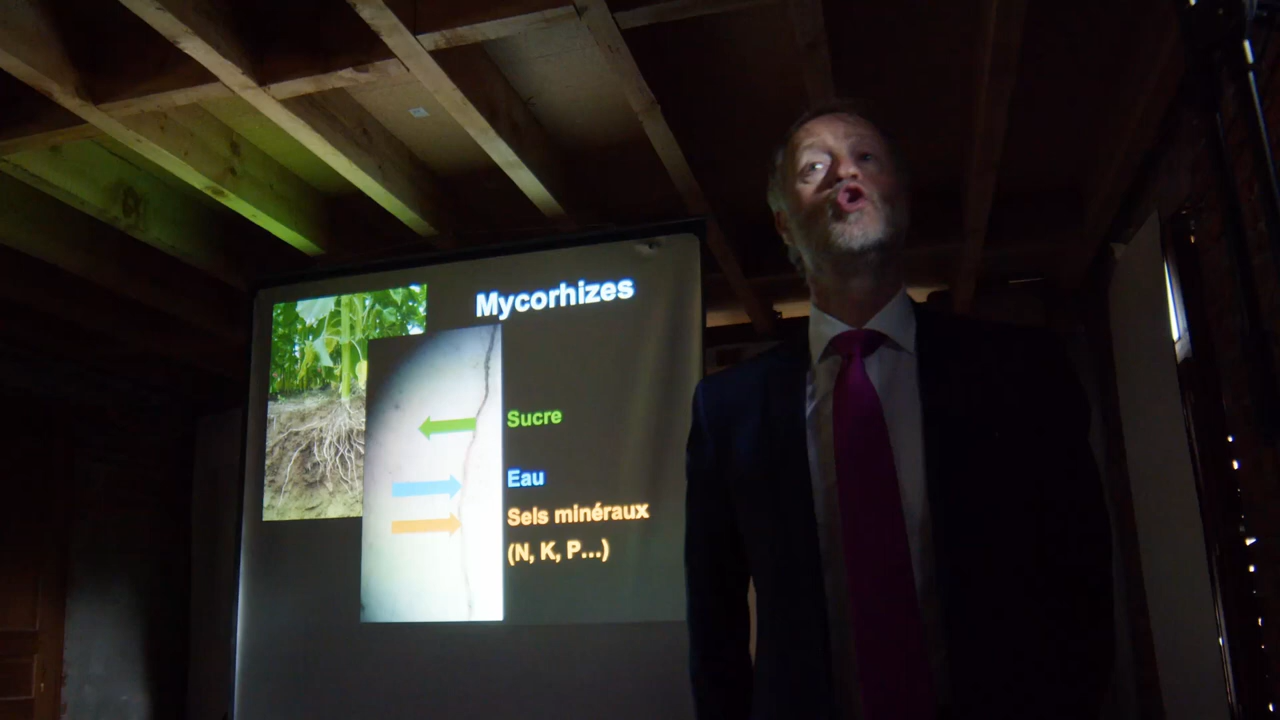 Mycorhizes
Sucre
Eau
Sels minéraux
(N, K, P...)